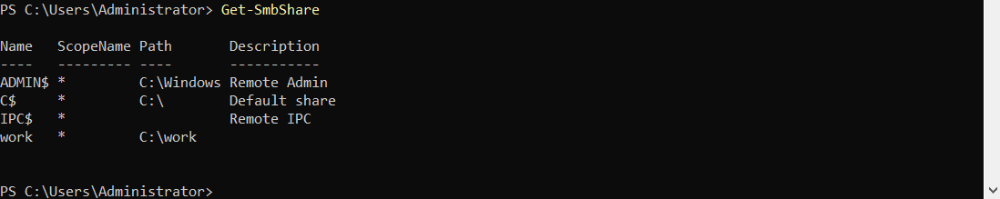 PS C:\Users\Administrator> Get-SmbShare
Name   ScopeName Path       Description
----   --------- ----       -----------
ADMIN$ *         C:\Windows Remote Admin
C$     *         C:\        Default share
IPC$   *                    Remote IPC
work   *         C:\work
PS C:\Users\Administrator>